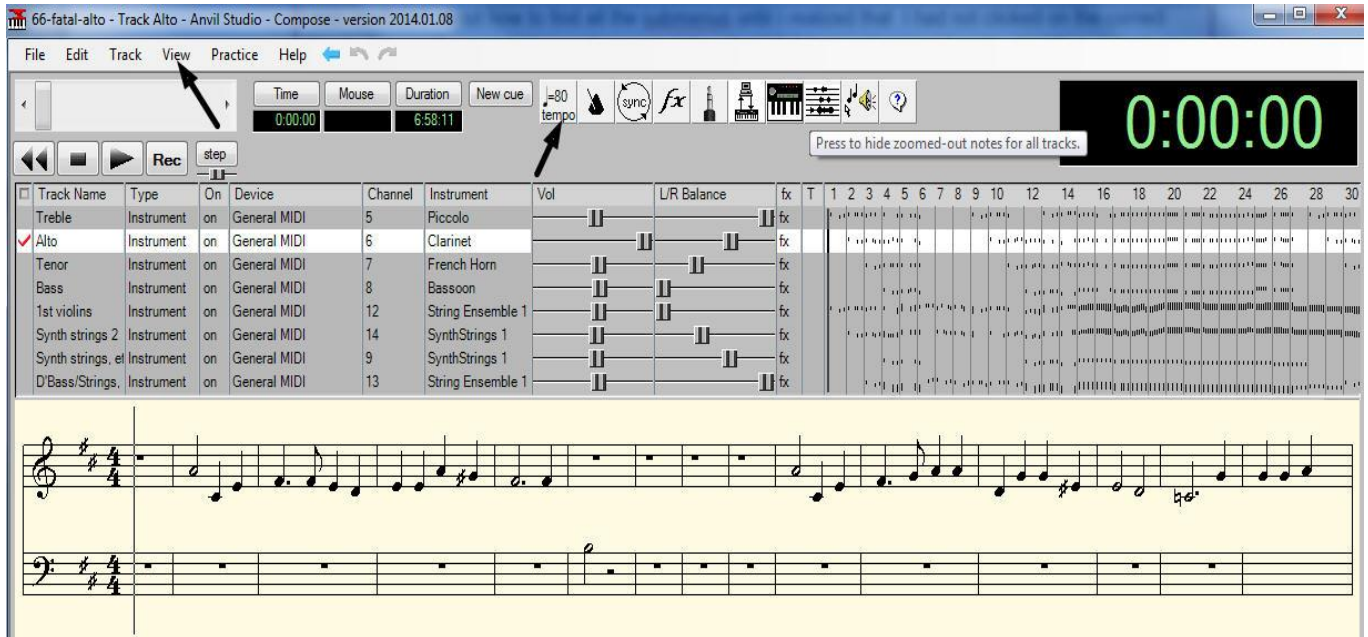 66-fatal-alto - Track Alto - Anvil Studio - Compose - version 2014.01.08
File Edit Track View Practice Help
Time Mouse Duration New cue
0:00:00 6:58:11
=80
tempo
sync
fx
0:00:00
Press to hide zoomed-out notes for all tracks.
Rec step
Track Name Type On Device Channel Instrument Vol L/R Balance fx T 1 2 3 4 5 6 7 8 9 10 12 14 16 18 20 22 24 26 28 30
Treble Instrument on General MIDI 5 Piccolo fx
Alto Instrument on General MIDI 6 Clarinet fx
Tenor Instrument on General MIDI 7 French Horn fx
Bass Instrument on General MIDI 8 Bassoon fx
1st violins Instrument on General MIDI 12 String Ensemble 1 fx
Synth strings 2 Instrument on General MIDI 14 SynthStrings 1 fx
Synth strings, et Instrument on General MIDI 9 SynthStrings 1 fx
D'Bass/Strings, Instrument on General MIDI 13 String Ensemble 1 fx
4
4
4
4